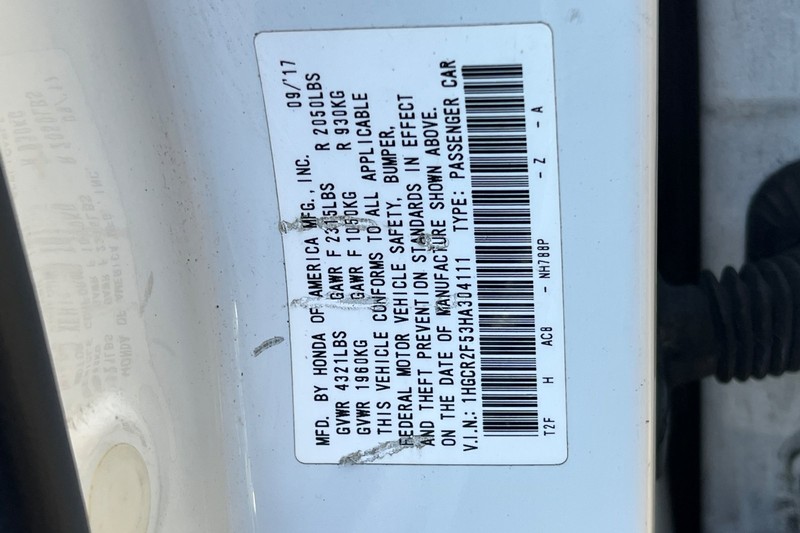 MFD. BY HONDA OF AMERICA MFG., INC. 09/'17
GVWR 4321LBS GAWR F 2315LBS R 2050LBS
GVWR 1960KG GAWR F 1050KG R 930KG
THIS VEHICLE CONFORMS TO ALL APPLICABLE
FEDERAL MOTOR VEHICLE SAFETY, BUMPER,
AND THEFT PREVENTION STANDARDS IN EFFECT
ON THE DATE OF MANUFACTURE SHOWN ABOVE.
V.I.N.: 1HGCR2F53HA304111 TYPE: PASSENGER CAR
T2F H AC8 - NH788P - Z - A